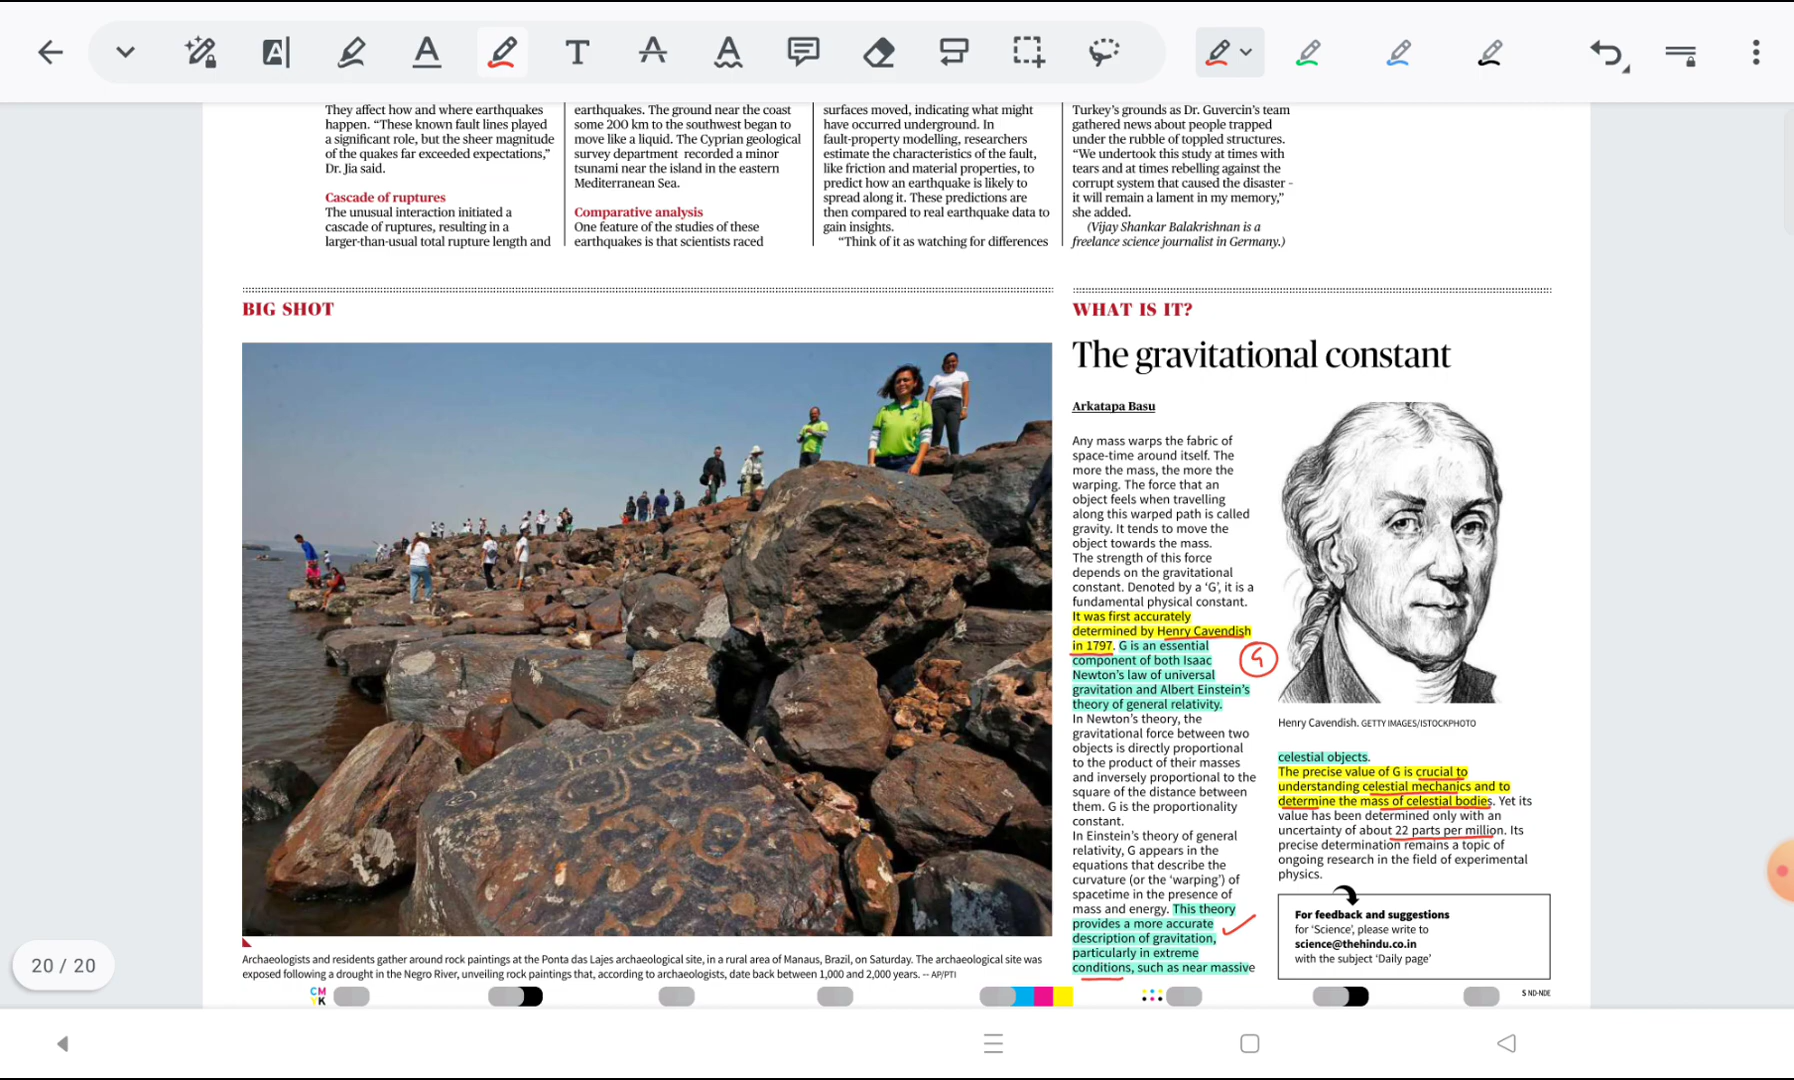 They affect how and where earthquakes
happen. “These known fault lines played
a significant role, but the sheer magnitude
of the quakes far exceeded expectations,”
Dr. Jia said.
Cascade of ruptures
The unusual interaction initiated a
cascade of ruptures, resulting in a
larger-than-usual total rupture length and
earthquakes. The ground near the coast
some 200 km to the southwest began to
move like a liquid. The Cyprian geological
survey department recorded a minor
tsunami near the island in the eastern
Mediterranean Sea.
Comparative analysis
One feature of the studies of these
earthquakes is that scientists raced
surfaces moved, indicating what might
have occurred underground. In
fault-property modelling, researchers
estimate the characteristics of the fault,
like friction and material properties, to
predict how an earthquake is likely to
spread along it. These predictions are
then compared to real earthquake data to
gain insights.
“Think of it as watching for differences
Turkey’s grounds as Dr. Guvercin’s team
gathered news about people trapped
under the rubble of toppled structures.
“We undertook this study at times with
tears and at times rebelling against the
corrupt system that caused the disaster -
it will remain a lament in my memory,”
she added.
(Vijay Shankar Balakrishnan is a
freelance science journalist in Germany.)
BIG SHOT
Archaeologists and residents gather around rock paintings at the Ponta das Lajes archaeological site, in a rural area of Manaus, Brazil, on Saturday. The archaeological site was
exposed following a drought in the Negro River, unveiling rock paintings that, according to archaeologists, date back between 1,000 and 2,000 years. -- AP/PTI
WHAT IS IT?
The gravitational constant
Arkatapa Basu
Any mass warps the fabric of
space-time around itself. The
more the mass, the more the
warping. The force that an
object feels when travelling
along this warped path is called
gravity. It tends to move the
object towards the mass.
The strength of this force
depends on the gravitational
constant. Denoted by a ‘G’, it is a
fundamental physical constant.
It was first accurately
determined by Henry Cavendish
in 1797. G is an essential
component of both Isaac
Newton’s law of universal
gravitation and Albert Einstein’s
theory of general relativity.
In Newton’s theory, the
gravitational force between two
objects is directly proportional
to the product of their masses
and inversely proportional to the
square of the distance between
them. G is the proportionality
constant.
In Einstein’s theory of general
relativity, G appears in the
equations that describe the
curvature (or the ‘warping’) of
spacetime in the presence of
mass and energy. This theory
provides a more accurate
description of gravitation,
particularly in extreme
conditions, such as near massive
G
Henry Cavendish. GETTY IMAGES/ISTOCKPHOTO
celestial objects.
The precise value of G is crucial to
understanding celestial mechanics and to
determine the mass of celestial bodies. Yet its
value has been determined only with an
uncertainty of about 22 parts per million. Its
precise determination remains a topic of
ongoing research in the field of experimental
physics.
For feedback and suggestions
for ‘Science’, please write to
science@thehindu.co.in
with the subject ‘Daily page’
20 / 20
CM
YK
S ND-NDE